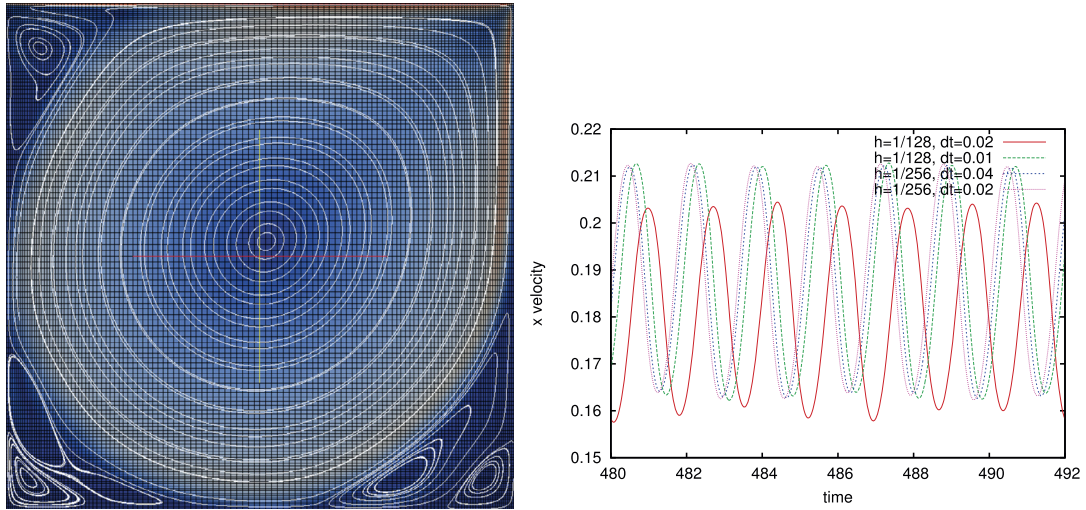 0.22
0.21
0.2
0.19
0.18
0.17
0.16
0.15
x velocity
h=1/128, dt=0.02
h=1/128, dt=0.01
h=1/256, dt=0.04
h=1/256, dt=0.02
480 482 484 486 488 490 492
time